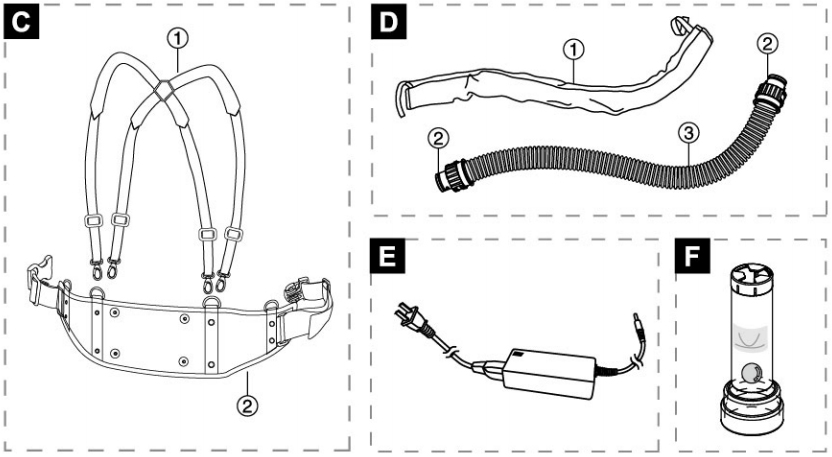 C
①
②
D
①
②
②
③
E
F